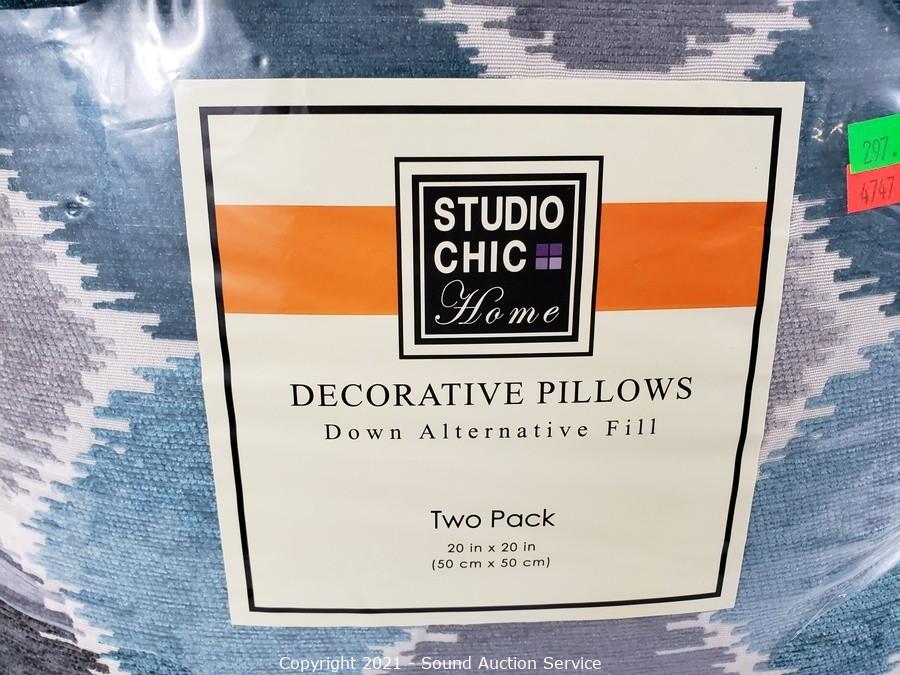 STUDIO
CHIC
Home
DECORATIVE PILLOWS
Down Alternative Fill
Two Pack
20 in x 20 in
(50 cm x 50 cm)
297.
4747
Copyright 2021 - Sound Auction Service